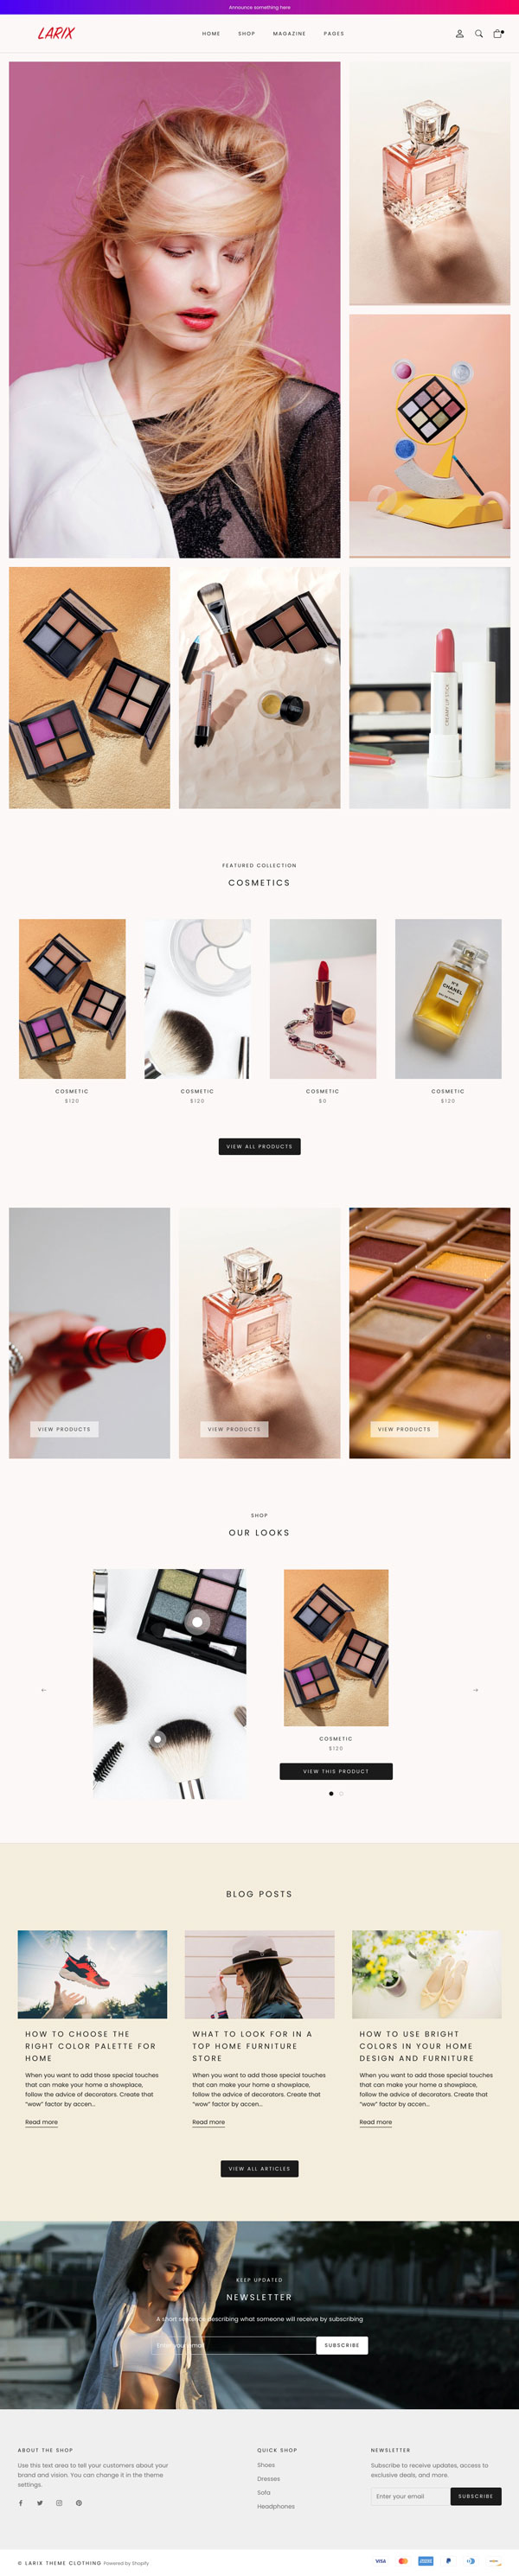 Announce something here
LARIX
HOME SHOP MAGAZINE PAGES
CREAMY LIPSTICK
FEATURED COLLECTION
COSMETICS
N°5
CHANEL
COSMETIC COSMETIC COSMETIC COSMETIC
$120 $120 $0 $120
VIEW ALL PRODUCTS
VIEW PRODUCTS VIEW PRODUCTS VIEW PRODUCTS
SHOP
OUR LOOKS
←
→
COSMETIC
$120
VIEW THIS PRODUCT
BLOG POSTS
HOW TO CHOOSE THE
RIGHT COLOR PALETTE FOR
HOME
When you want to add those special touches
that can make your home a showplace,
follow the advice of decorators. Create that
"wow" factor by accen...
Read more
WHAT TO LOOK FOR IN A
TOP HOME FURNITURE
STORE
When you want to add those special touches
that can make your home a showplace,
follow the advice of decorators. Create that
"wow" factor by accen...
Read more
HOW TO USE BRIGHT
COLORS IN YOUR HOME
DESIGN AND FURNITURE
When you want to add those special touches
that can make your home a showplace,
follow the advice of decorators. Create that
"wow" factor by accen...
Read more
VIEW ALL ARTICLES
KEEP UPDATED
NEWSLETTER
A short sentence describing what someone will receive by subscribing
Enter your email
SUBSCRIBE
ABOUT THE SHOP
Use this text area to tell your customers about your
brand and vision. You can change it in the theme
settings.
QUICK SHOP
Shoes
Dresses
Sofa
Headphones
NEWSLETTER
Subscribe to receive updates, access to
exclusive deals, and more.
Enter your email
SUBSCRIBE
© LARIX THEME CLOTHING Powered by Shopify
VISA